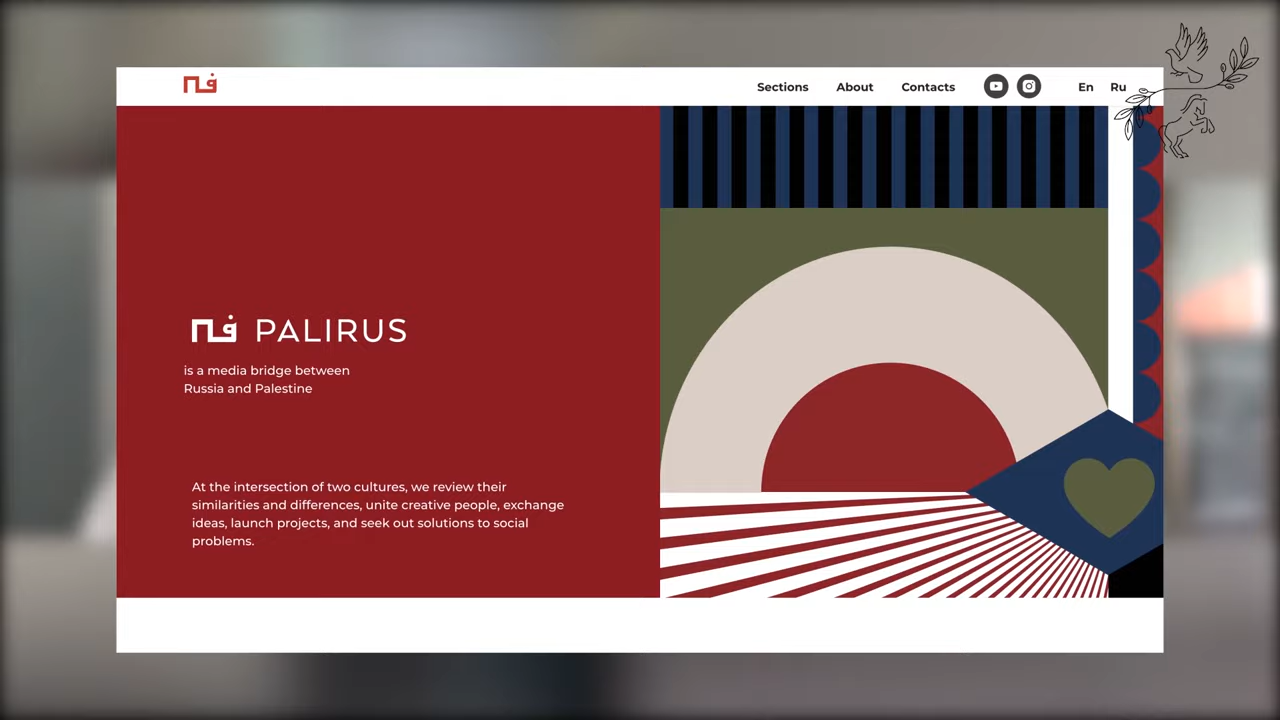 Sections About Contacts En Ru
PALIRUS
is a media bridge between
Russia and Palestine
At the intersection of two cultures, we review their
similarities and differences, unite creative people, exchange
ideas, launch projects, and seek out solutions to social
problems.